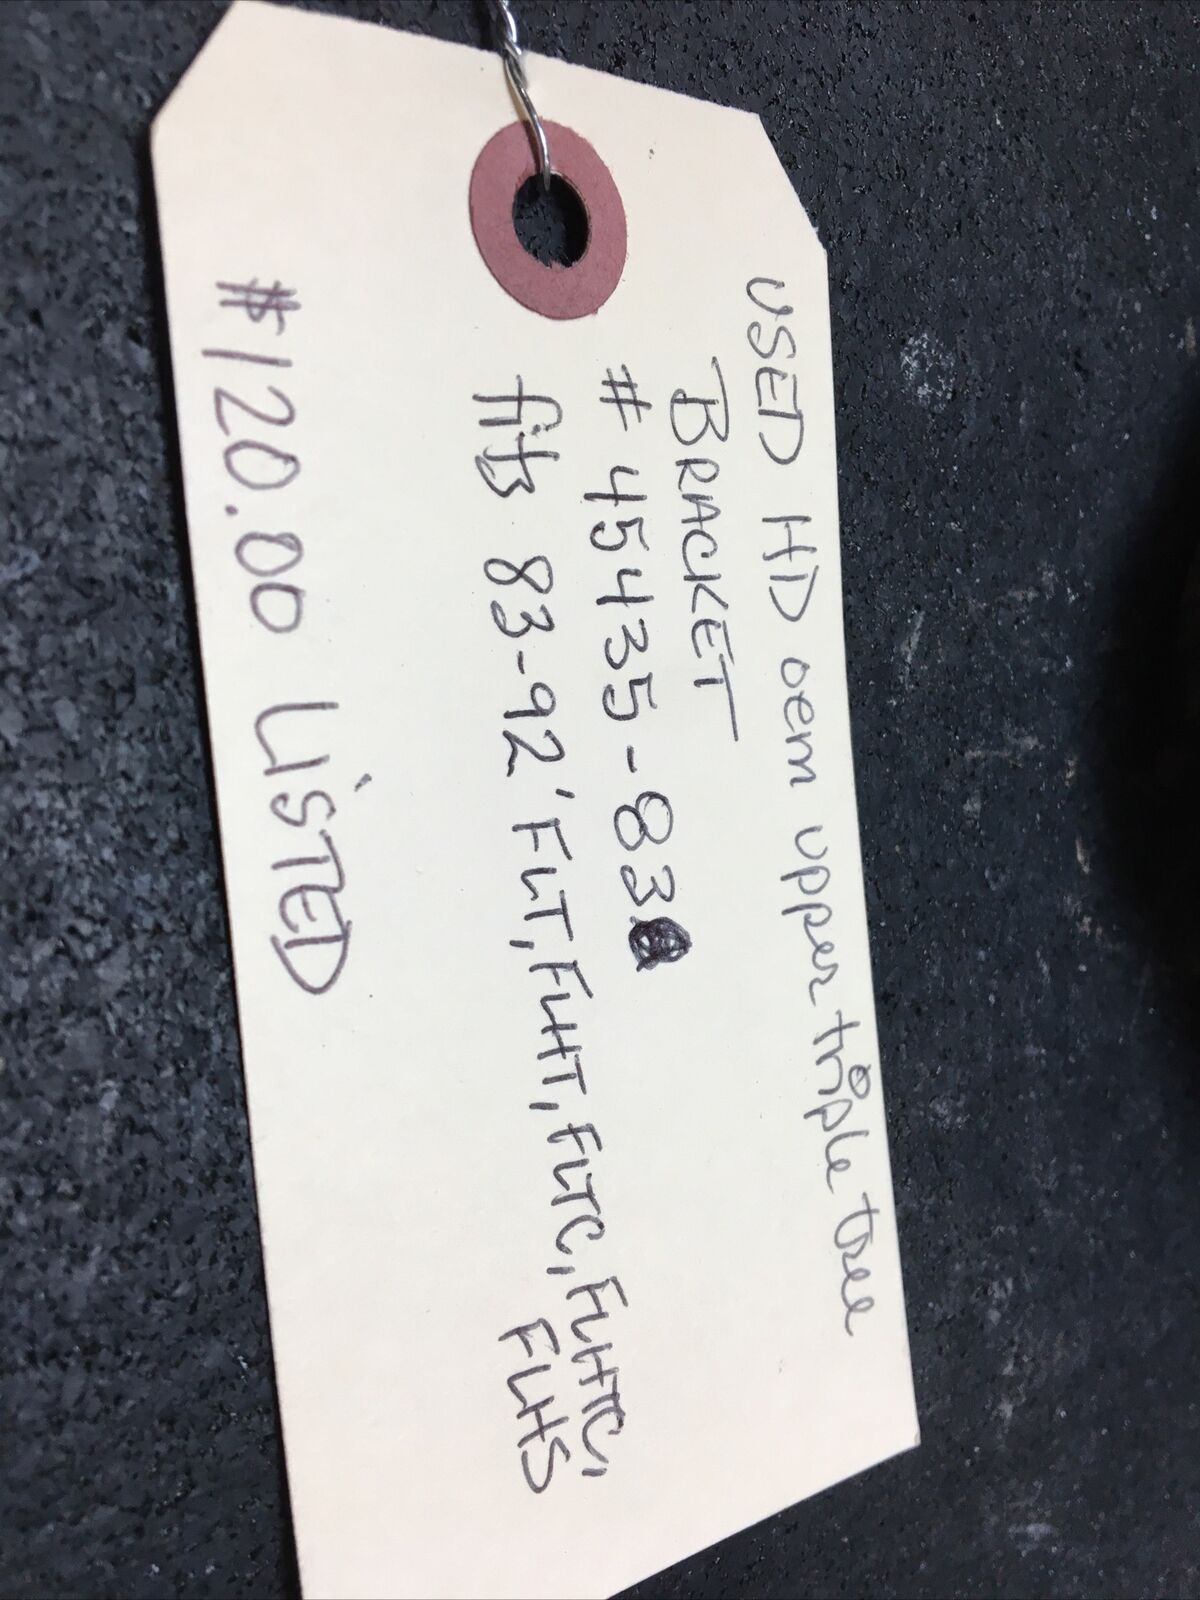 USED HD oem upper triple tree
BRACKET
# 45435-83
fits 83-92' FLT, FLHT, FLTC, FLHTC,
FLHS
$120.00 LiSTED